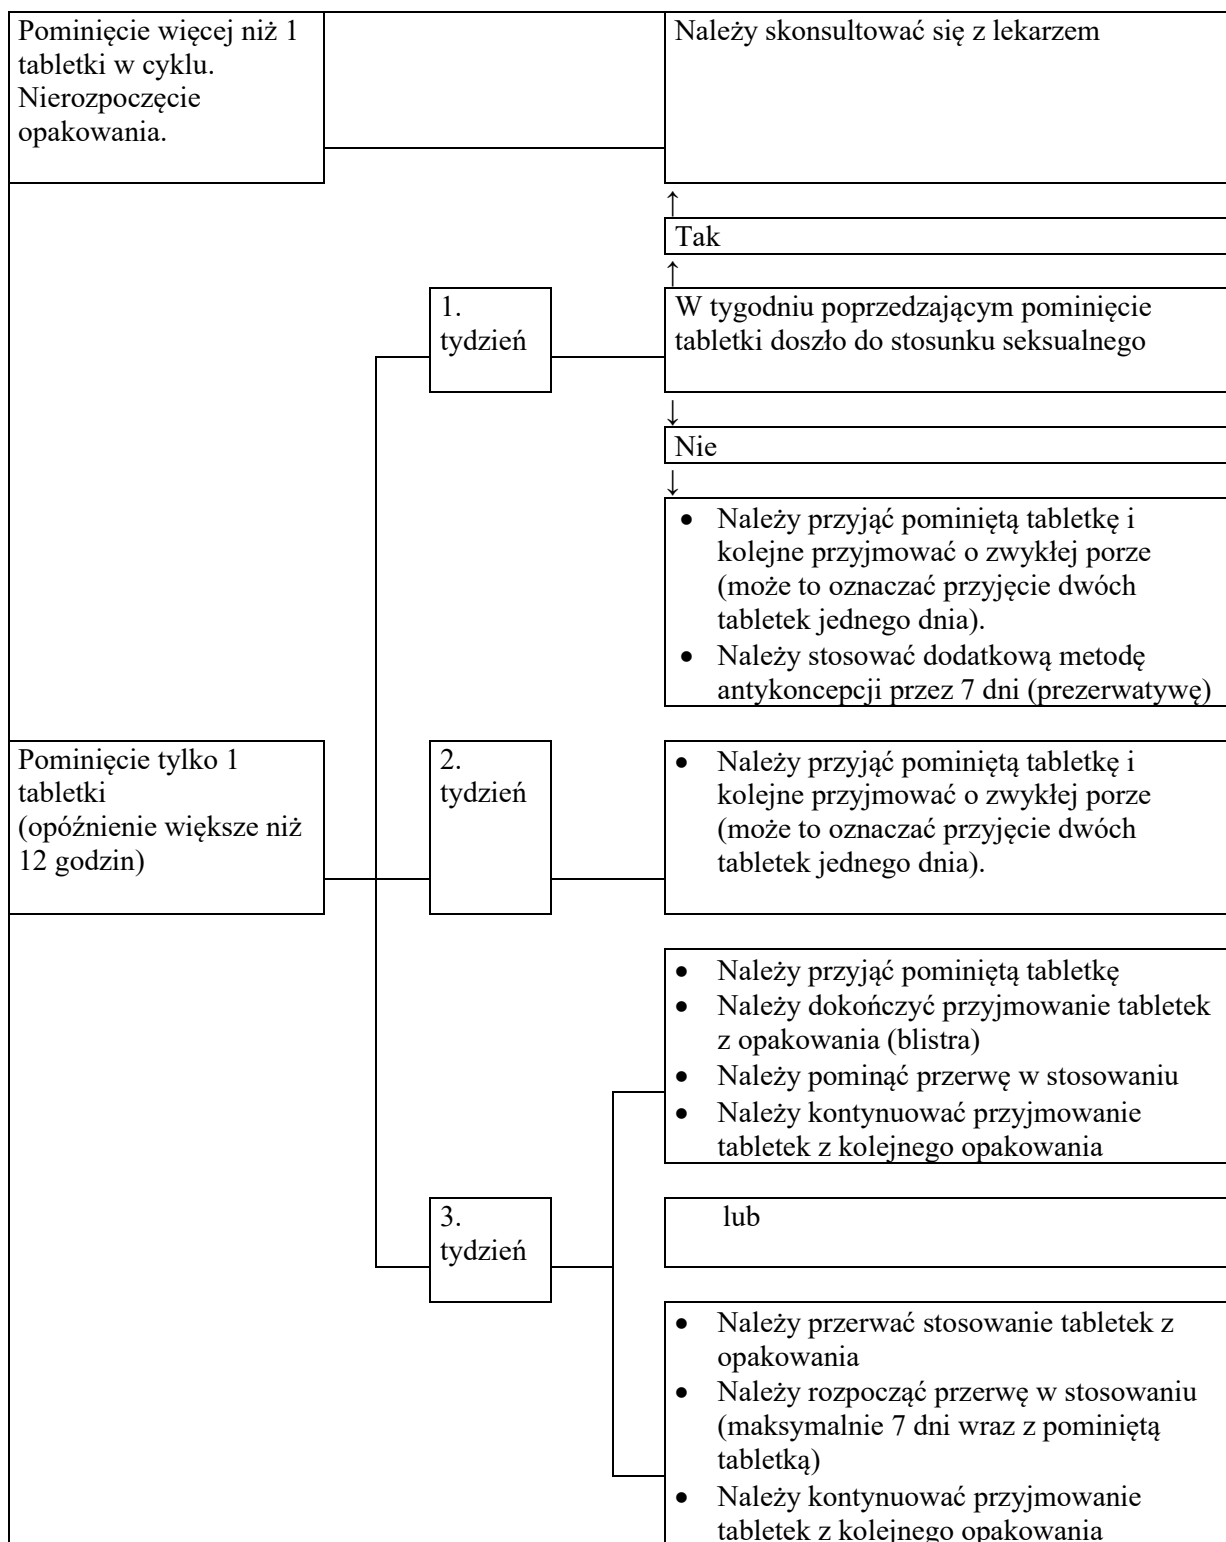 Pominięcie więcej niż 1
tabletki w cyklu.
Nierozpoczęcie
opakowania.
Należy skonsultować się z lekarzem
↑
Tak
↑
1.
tydzień
W tygodniu poprzedzającym pominięcie
tabletki doszło do stosunku seksualnego
↓
Nie
↓
• Należy przyjąć pominiętą tabletkę i
kolejne przyjmować o zwykłej porze
(może to oznaczać przyjęcie dwóch
tabletek jednego dnia).
• Należy stosować dodatkową metodę
antykoncepcji przez 7 dni (prezerwatywę)
Pominięcie tylko 1
tabletki
(opóźnienie większe niż
12 godzin)
2.
tydzień
• Należy przyjąć pominiętą tabletkę i
kolejne przyjmować o zwykłej porze
(może to oznaczać przyjęcie dwóch
tabletek jednego dnia).
• Należy przyjąć pominiętą tabletkę
• Należy dokończyć przyjmowanie tabletek
z opakowania (blistra)
• Należy pominąć przerwę w stosowaniu
• Należy kontynuować przyjmowanie
tabletek z kolejnego opakowania
3.
tydzień
lub
• Należy przerwać stosowanie tabletek z
opakowania
• Należy rozpocząć przerwę w stosowaniu
(maksymalnie 7 dni wraz z pominiętą
tabletką)
• Należy kontynuować przyjmowanie
tabletek z kolejnego opakowania